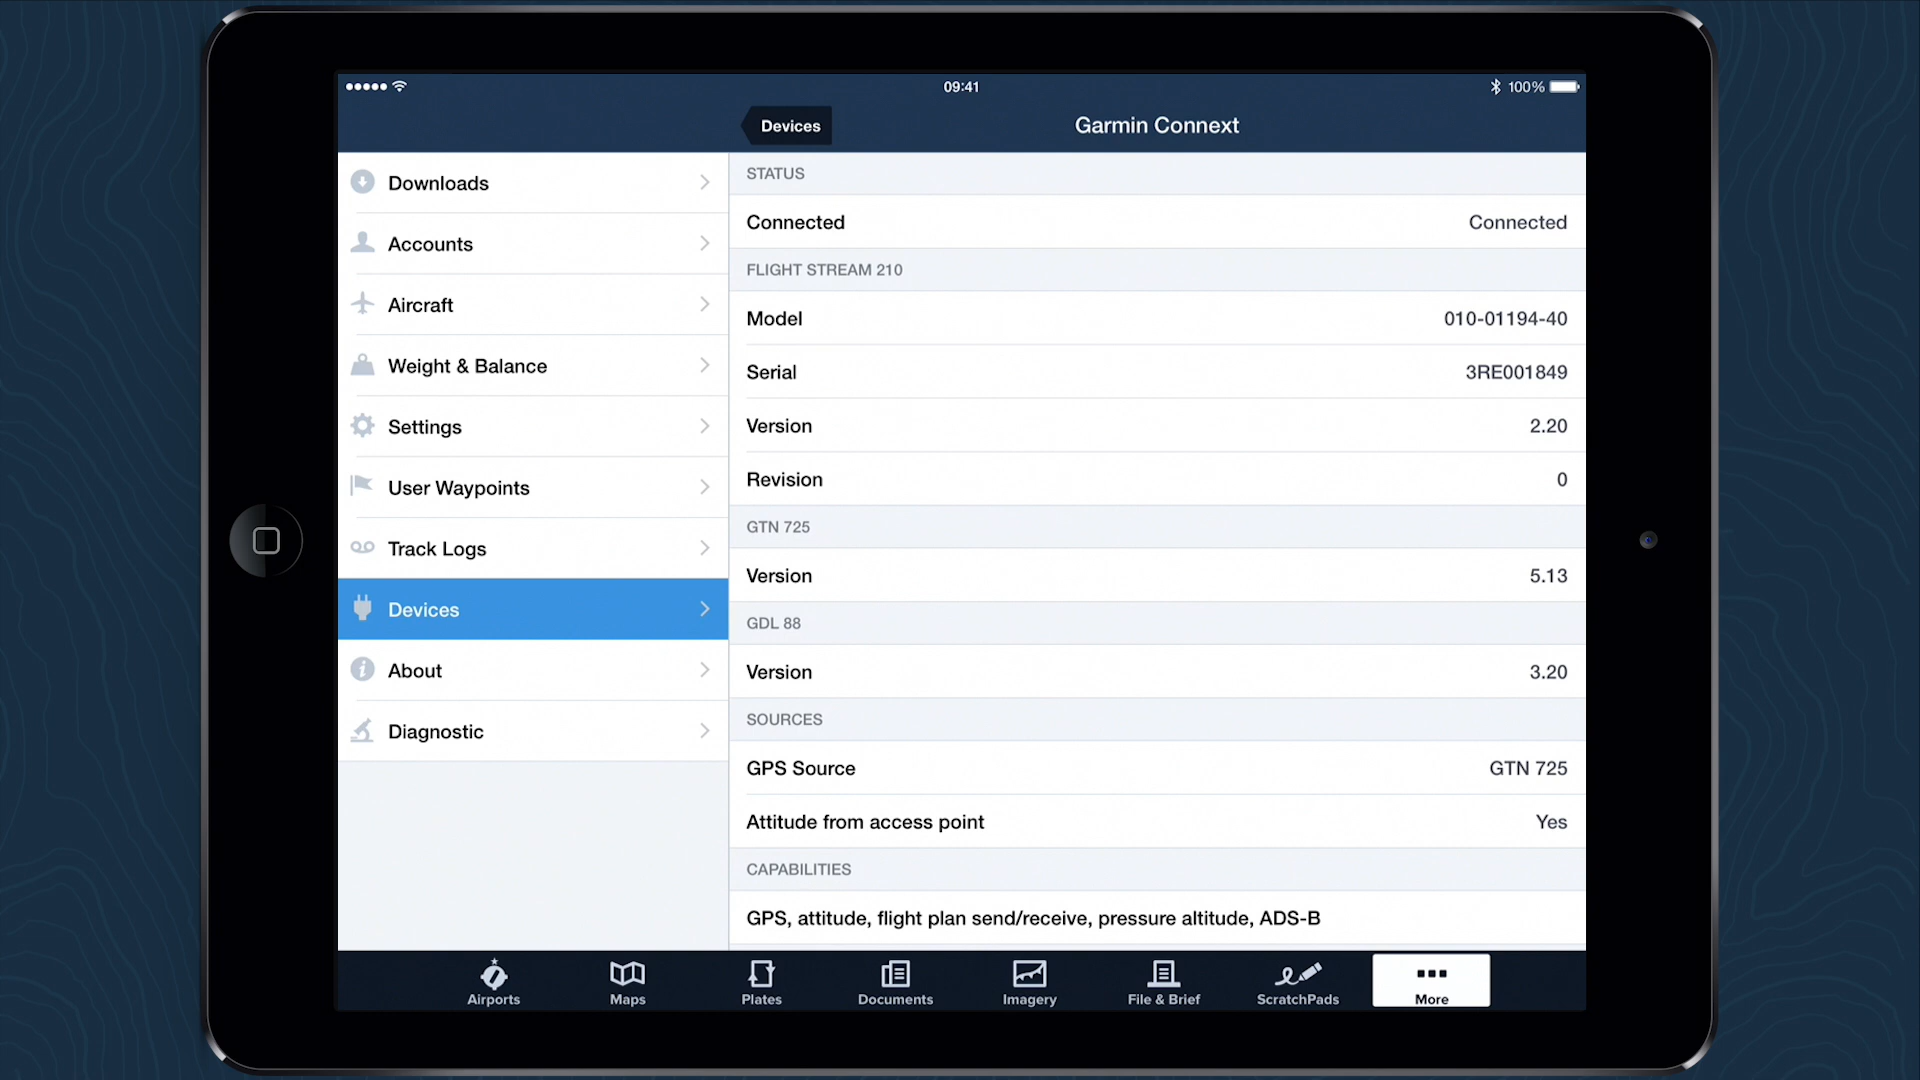 09:41
100%
Devices
Garmin Connext
Downloads
Accounts
Aircraft
Weight & Balance
Settings
User Waypoints
Track Logs
Devices
About
Diagnostic
STATUS
Connected Connected
FLIGHT STREAM 210
Model 010-01194-40
Serial 3RE001849
Version 2.20
Revision 0
GTN 725
Version 5.13
GDL 88
Version 3.20
SOURCES
GPS Source GTN 725
Attitude from access point Yes
CAPABILITIES
GPS, attitude, flight plan send/receive, pressure altitude, ADS-B
Airports Maps Plates Documents Imagery File & Brief ScratchPads More